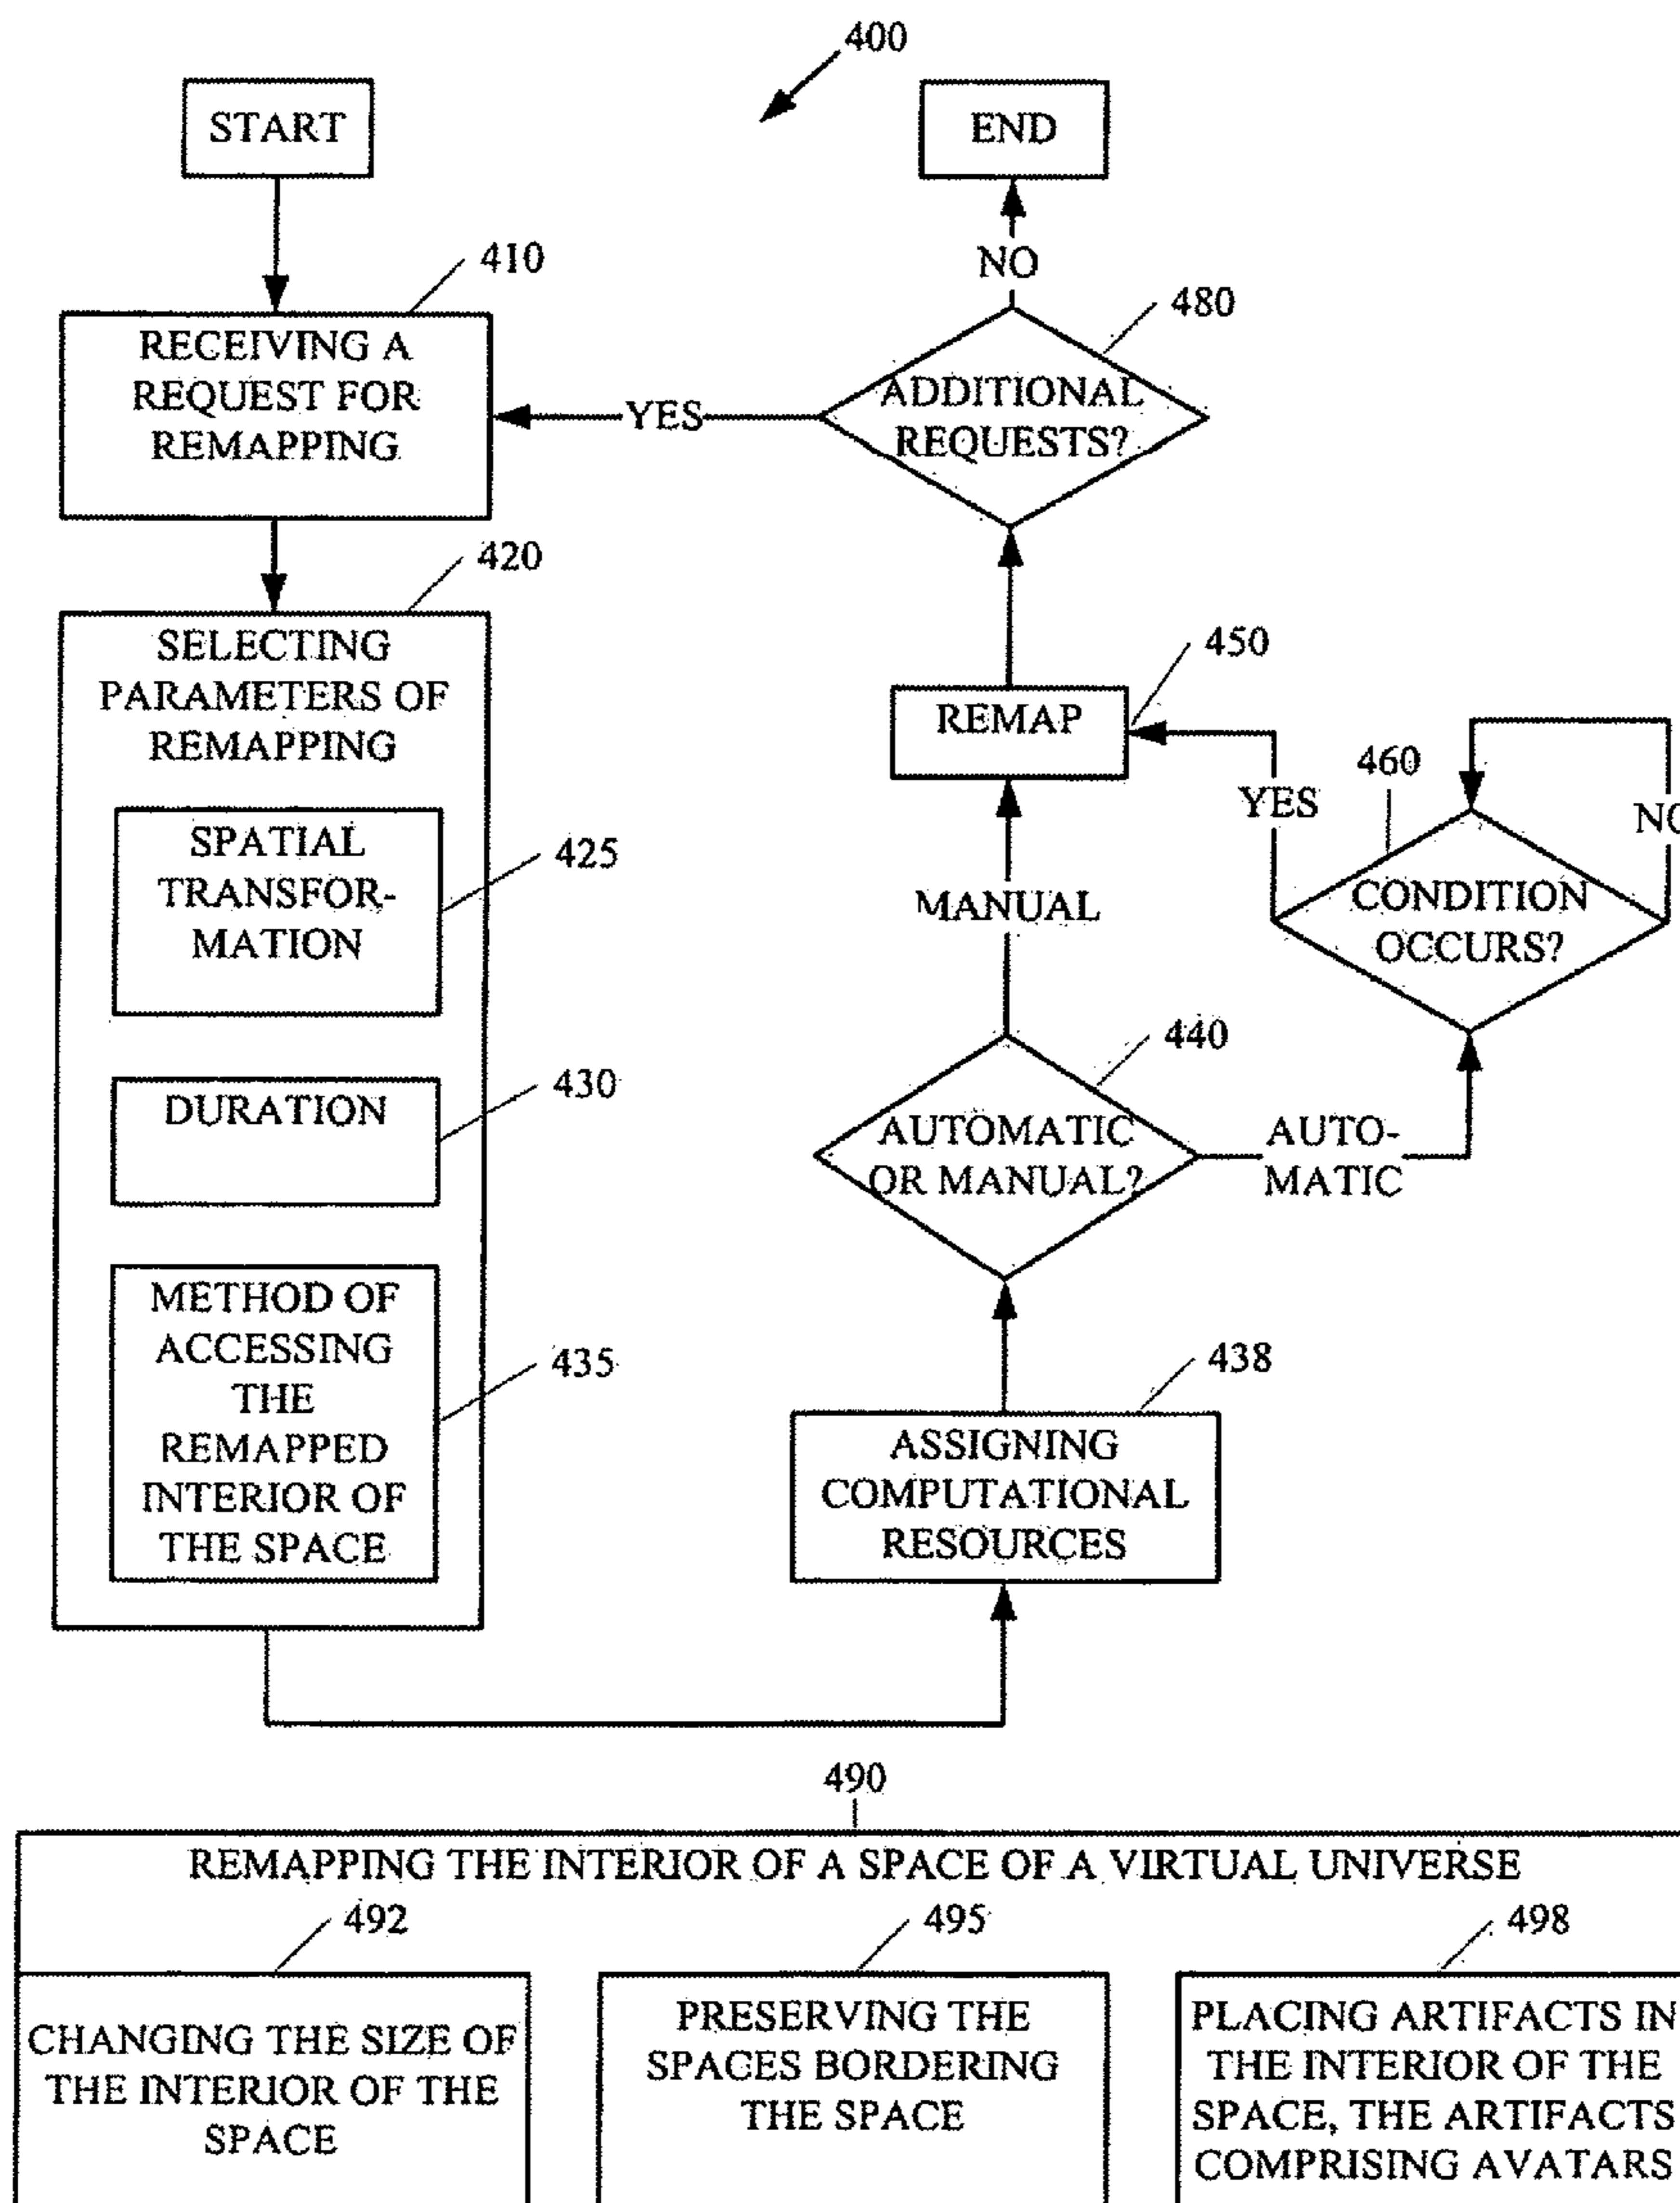 400
START
END
410
NO
480
RECEIVING A
REQUEST FOR
REMAPPING
YES
ADDITIONAL
REQUESTS?
420
SELECTING
PARAMETERS OF
REMAPPING
450
REMAP
460
YES
SPATIAL
TRANSFOR-
MATION
425
MANUAL
CONDITION
OCCURS?
440
DURATION
430
AUTOMATIC
OR MANUAL?
AUTO-
MATIC
METHOD OF
ACCESSING
THE
REMAPPED
INTERIOR OF
THE SPACE
435
438
ASSIGNING
COMPUTATIONAL
RESOURCES
490
REMAPPING THE INTERIOR OF A SPACE OF A VIRTUAL UNIVERSE
492
495
498
CHANGING THE SIZE OF
THE INTERIOR OF THE
SPACE
PRESERVING THE
SPACES BORDERING
THE SPACE
PLACING ARTIFACTS IN
THE INTERIOR OF THE
SPACE, THE ARTIFACTS
COMPRISING AVATARS